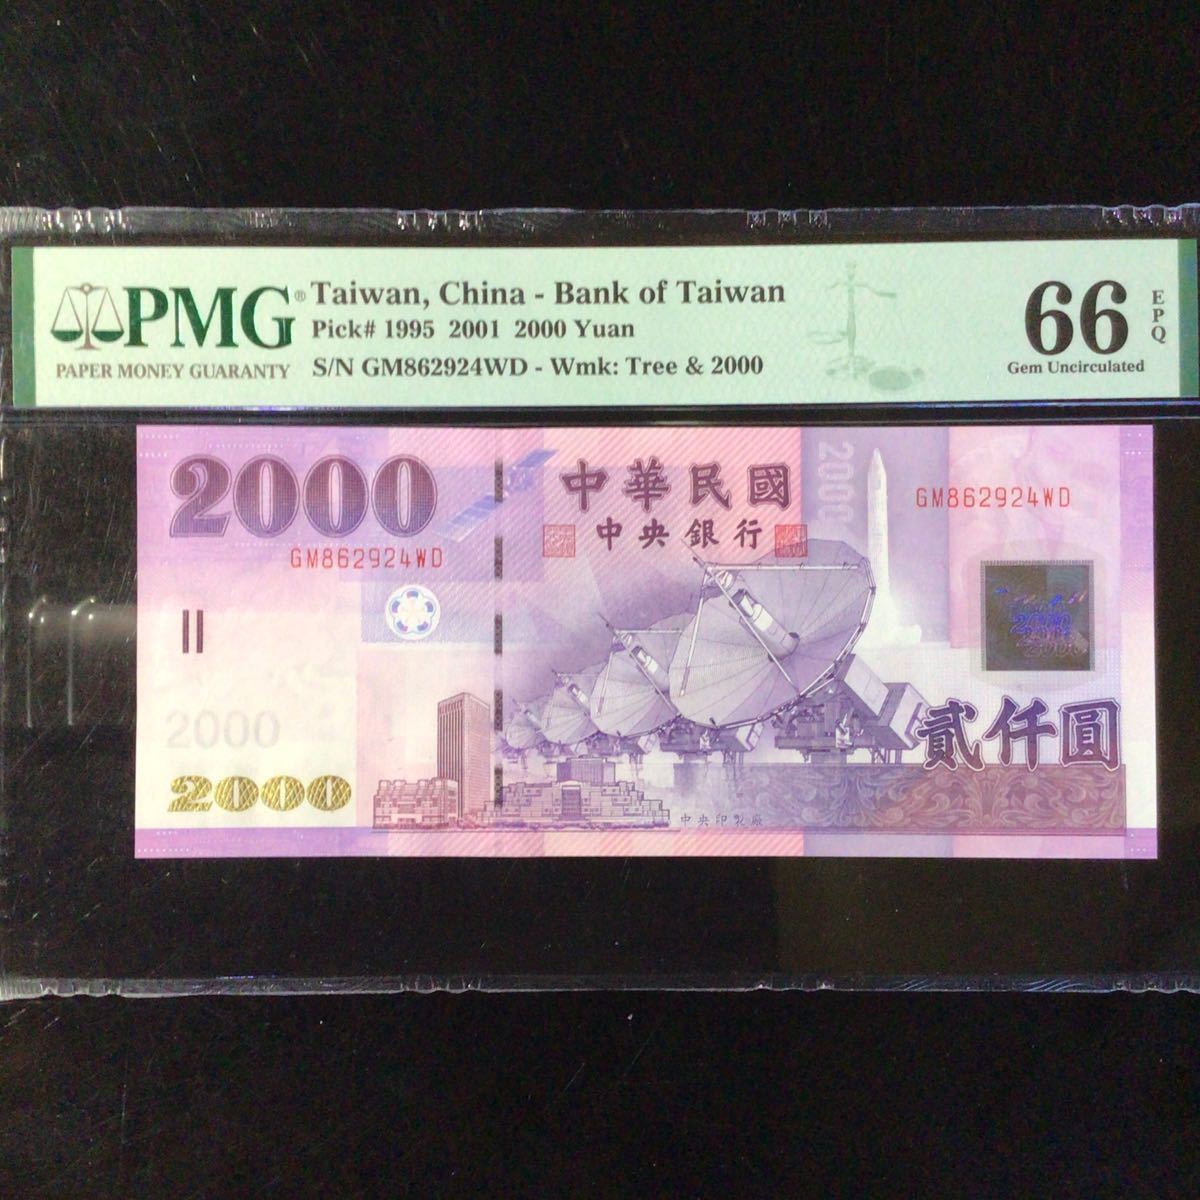 PMG®
PAPER MONEY GUARANTY
Taiwan, China - Bank of Taiwan
Pick# 1995 2001 2000 Yuan
S/N GM862924WD - Wmk: Tree & 2000
66
EPQ
Gem Uncirculated
2000
中華民國
2000
GM862924WD
中央銀行
GM862924WD
2000
貳仟圓
2000
2000
中央印製廠